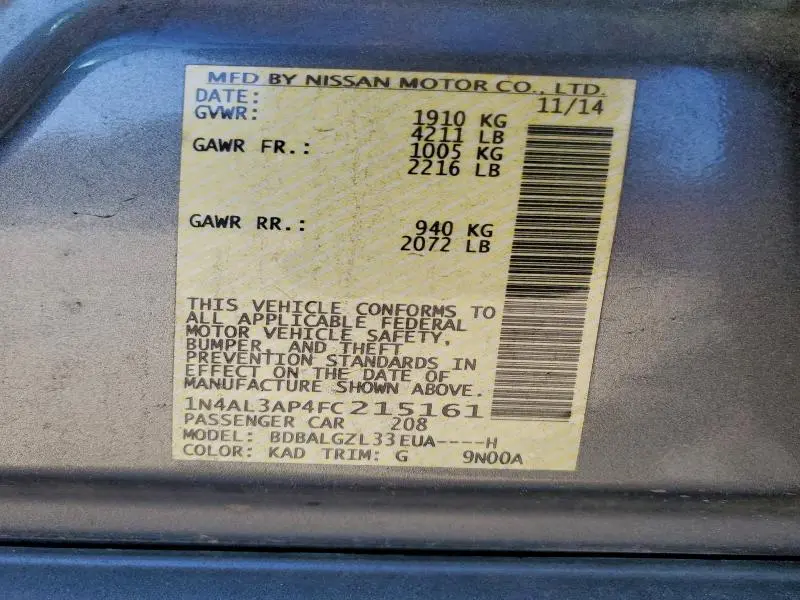 MFD BY NISSAN MOTOR CO., LTD.
DATE: 11/14
GVWR: 1910 KG
4211 LB
GAWR FR.: 1005 KG
2216 LB
GAWR RR.: 940 KG
2072 LB
THIS VEHICLE CONFORMS TO
ALL APPLICABLE FEDERAL
MOTOR VEHICLE SAFETY,
BUMPER, AND THEFT
PREVENTION STANDARDS IN
EFFECT ON THE DATE OF
MANUFACTURE SHOWN ABOVE.
1N4AL3AP4FC215161
PASSENGER CAR 208
MODEL: BDBALGZL33EUA----H
COLOR: KAD TRIM: G 9N00A